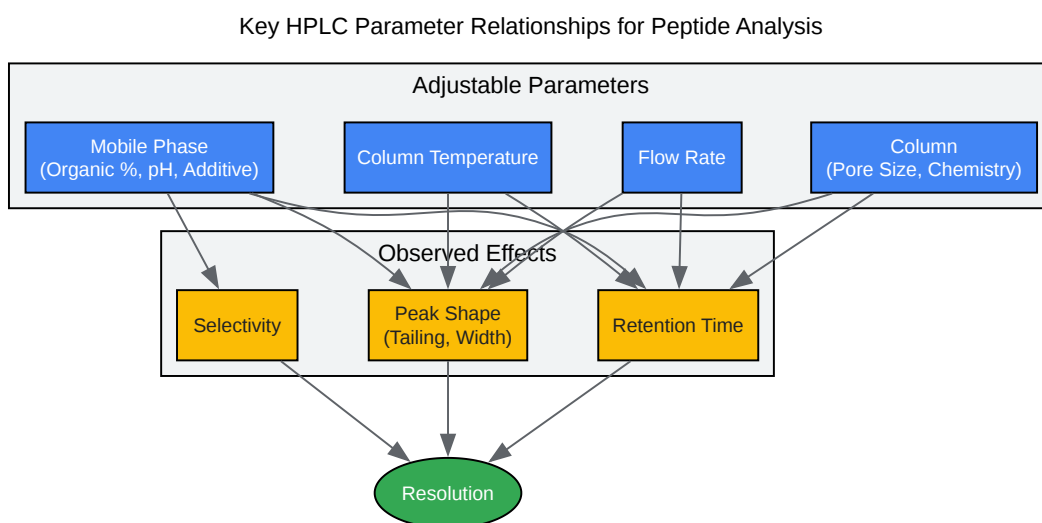 Key HPLC Parameter Relationships for Peptide Analysis
Adjustable Parameters
Mobile Phase
(Organic %, pH, Additive)
Column Temperature
Flow Rate
Column
(Pore Size, Chemistry)
Observed Effects
Selectivity
Peak Shape
(Tailing, Width)
Retention Time
Resolution